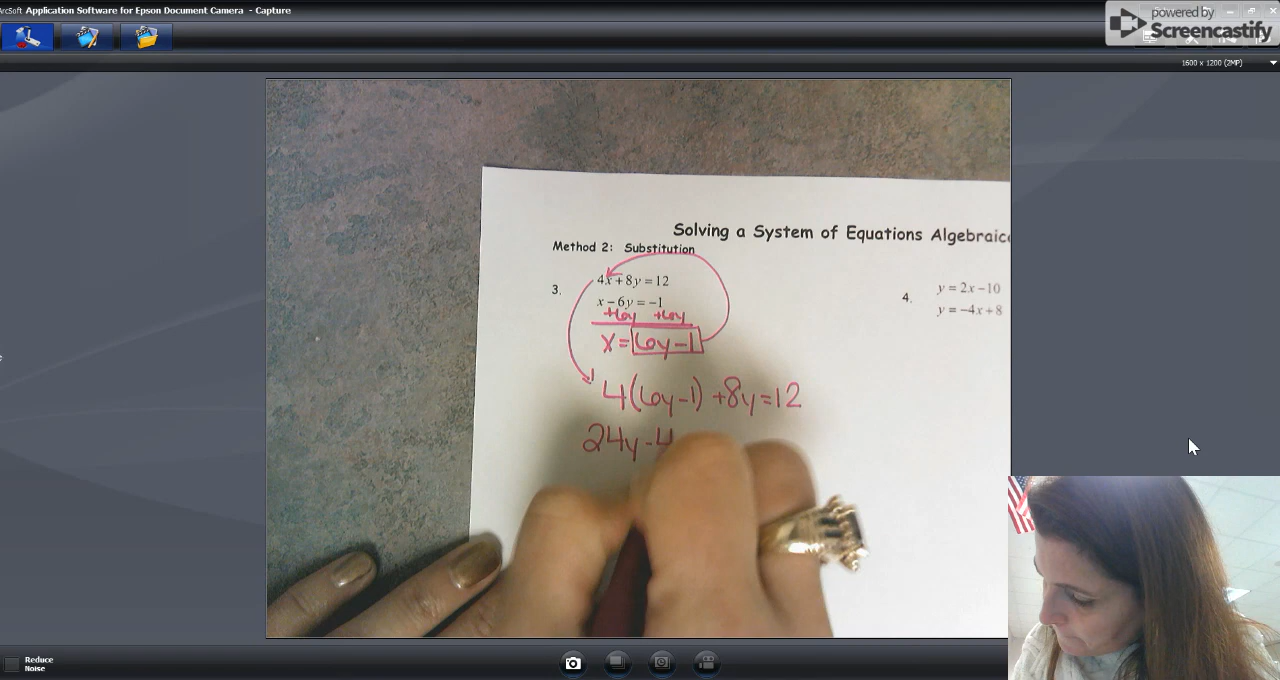 ArcSoft Application Software for Epson Document Camera - Capture
powered by
Screencastify
1600 x 1200 (2MP)
Solving a System of Equations Algebraic
Method 2: Substitution
3.
4x + 8y = 12
x − 6y = −1
+6y +6y
x = 6y − 1
4(6y − 1) + 8y = 12
24y − 4
4.
y = 2x − 10
y = −4x + 8
Reduce
Noise